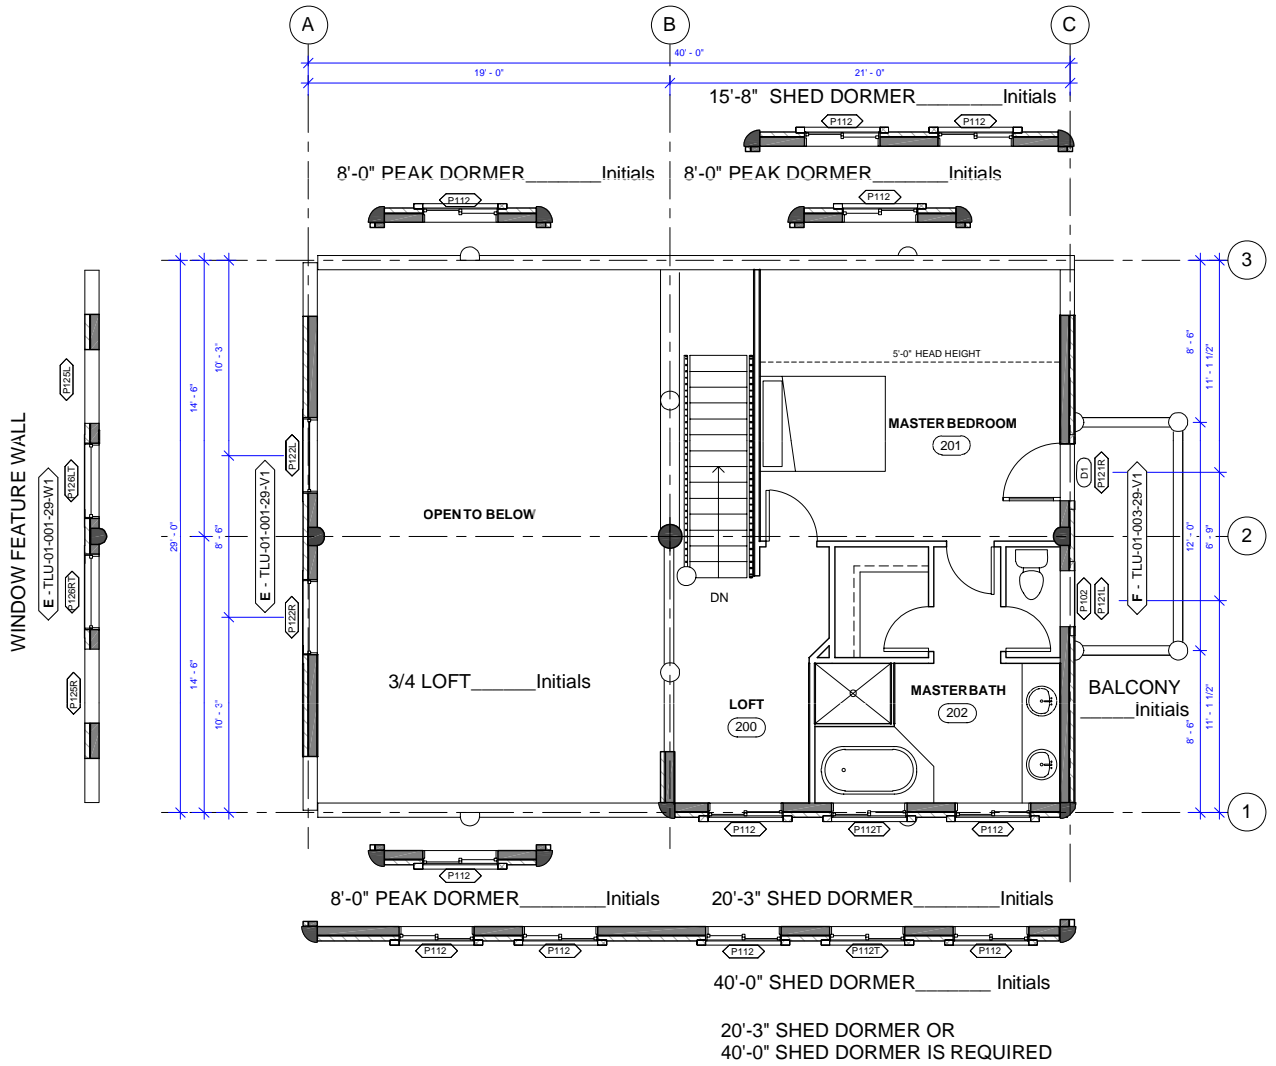 A
B
C
40' - 0"
19' - 0"
21' - 0"
15'-8" SHED DORMER________Initials
P112
P112
8'-0" PEAK DORMER_______Initials
8'-0" PEAK DORMER_______Initials
P112
P112
3
2
1
WINDOW FEATURE WALL
P125L
P126LT
P126RT
P125R
E - TLU-01-001-29-W1
29' - 0"
14' - 6"
14' - 6"
10' - 3"
8' - 6"
10' - 3"
E - TLU-01-001-29-V1
P122L
P122R
OPEN TO BELOW
3/4 LOFT______Initials
5'-0" HEAD HEIGHT
MASTER BEDROOM
201
DN
LOFT
200
MASTER BATH
202
D1
P121R
P102
P121L
F - TLU-01-003-29-V1
8' - 6"
12' - 0"
8' - 6"
11' - 1 1/2"
6' - 9"
11' - 1 1/2"
BALCONY
_____Initials
P112
P112T
P112
P112
8'-0" PEAK DORMER________Initials
20'-3" SHED DORMER________Initials
P112
P112
P112
P112T
P112
40'-0" SHED DORMER_______ Initials
20'-3" SHED DORMER OR
40'-0" SHED DORMER IS REQUIRED